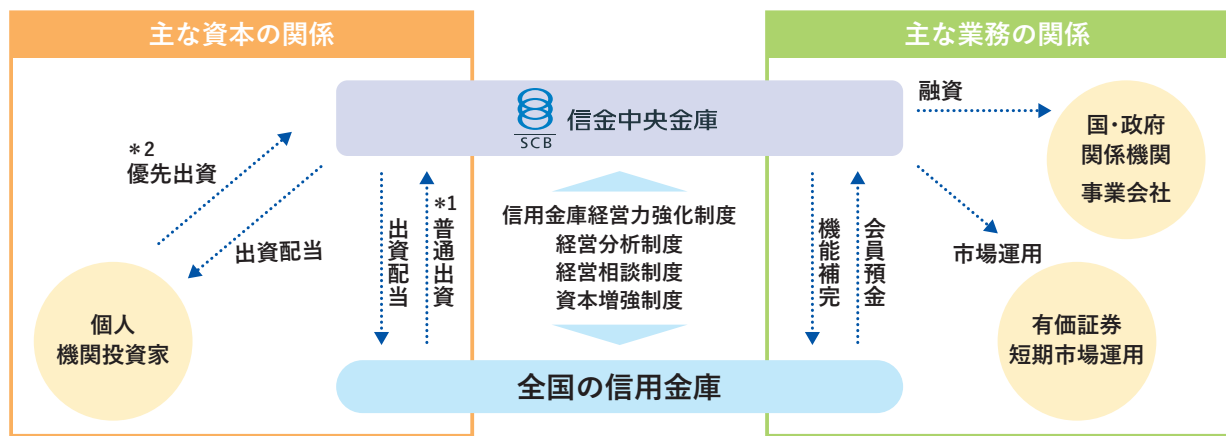 主な資本の関係
主な業務の関係
SCB
信金中央金庫
融資
国・政府
関係機関
事業会社
*2
優先出資
出資配当
出資配当
*1
普通出資
信用金庫経営力強化制度
経営分析制度
経営相談制度
資本増強制度
機能補完
会員預金
市場運用
個人
機関投資家
有価証券
短期市場運用
全国の信用金庫